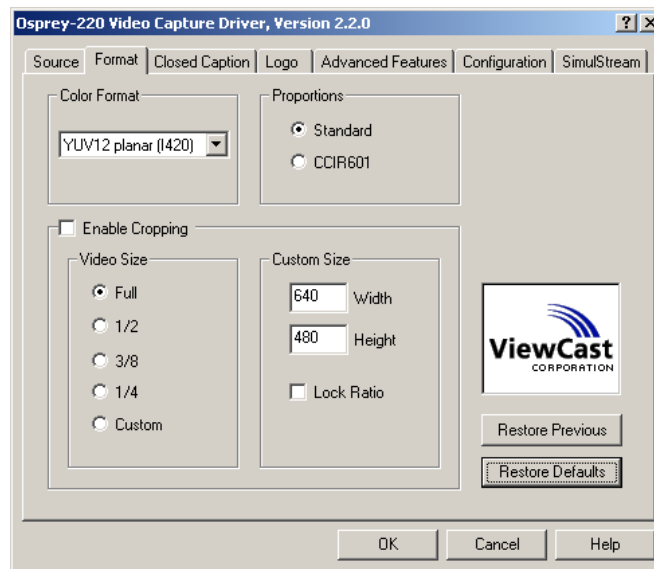 Osprey-220 Video Capture Driver, Version 2.2.0
Source Format Closed Caption Logo Advanced Features Configuration SimulStream
Color Format
YUV12 planar (I420)
Proportions
Standard
CCIR601
Enable Cropping
Video Size
Full
1/2
3/8
1/4
Custom
Custom Size
640 Width
480 Height
Lock Ratio
ViewCast
CORPORATION
Restore Previous
Restore Defaults
OK Cancel Help